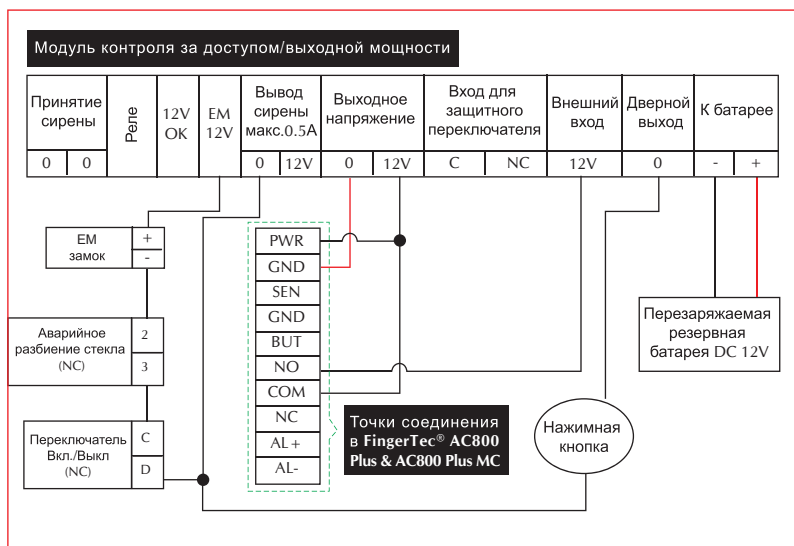 Модуль контроля за доступом/выходной мощности
Принятие
сирены
Реле
12V
OK
EM
12V
Вывод
сирены
макс.0.5А
Выходное
напряжение
Вход для
защитного
переключателя
Внешний
вход
Дверной
выход
К батарее
0 0 0 12V 0 12V C NC 12V 0 - +
ЕМ
замок
+
-
Аварийное
разбиение стекла
(NC)
2
3
Переключатель
Вкл./Выкл
(NC)
C
D
PWR
GND
SEN
GND
BUT
NO
COM
NC
AL+
AL-
Точки соединения
в FingerTec® AC800
Plus & AC800 Plus MC
Нажимная
кнопка
Перезаряжаемая
резервная
батарея DC 12V